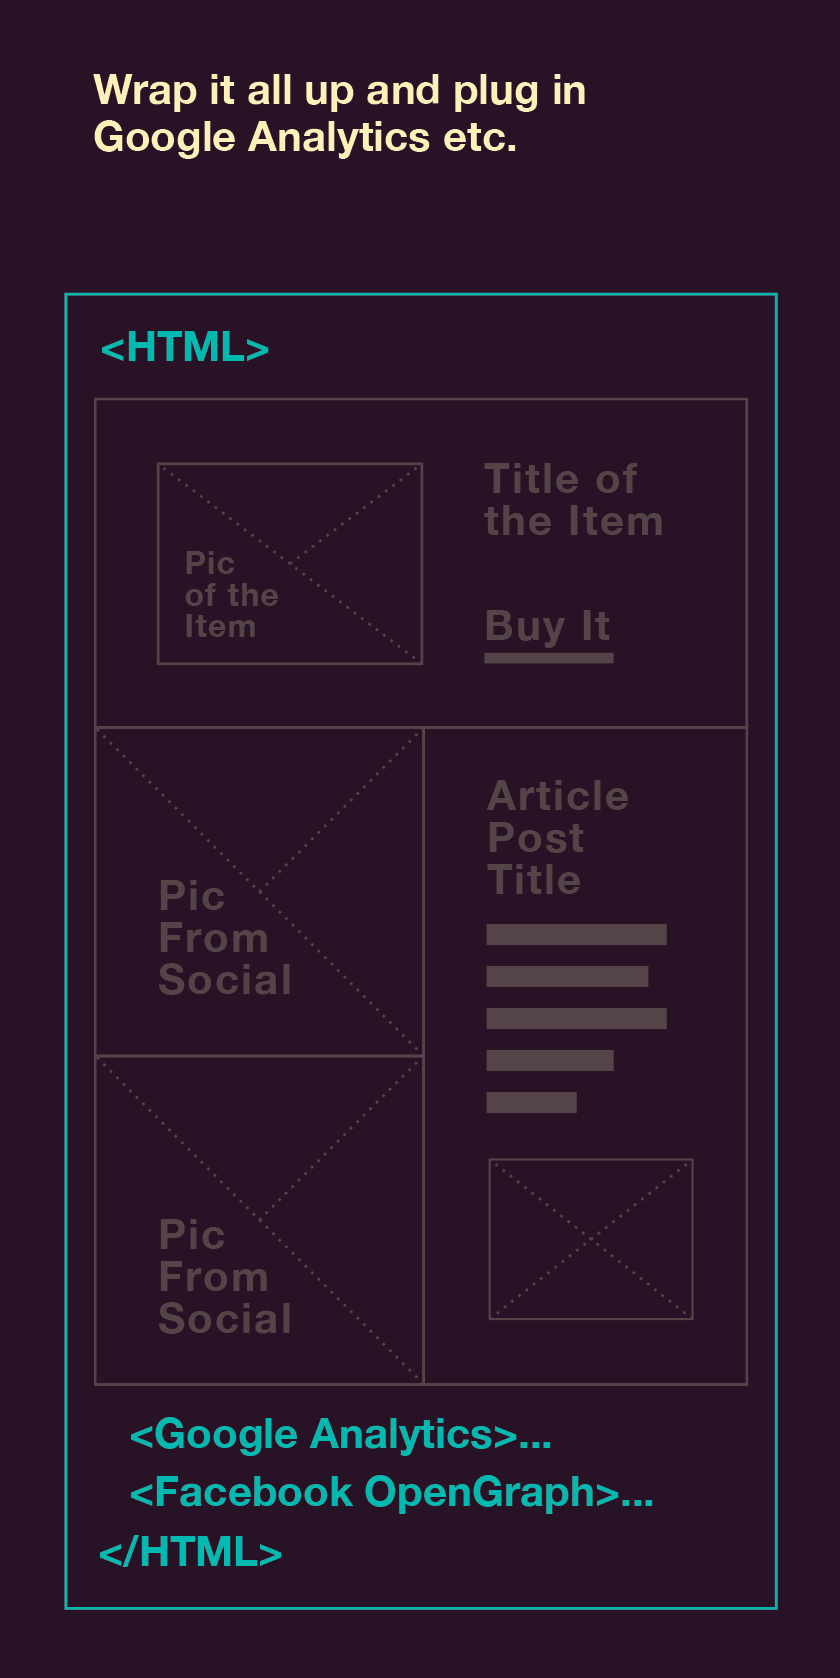 Wrap it all up and plug in
Google Analytics etc.
<HTML>
Pic
of the
Item
Title of
the Item
Buy It
Pic
From
Social
Article
Post
Title
Pic
From
Social
<Google Analytics>...
<Facebook OpenGraph>...
</HTML>